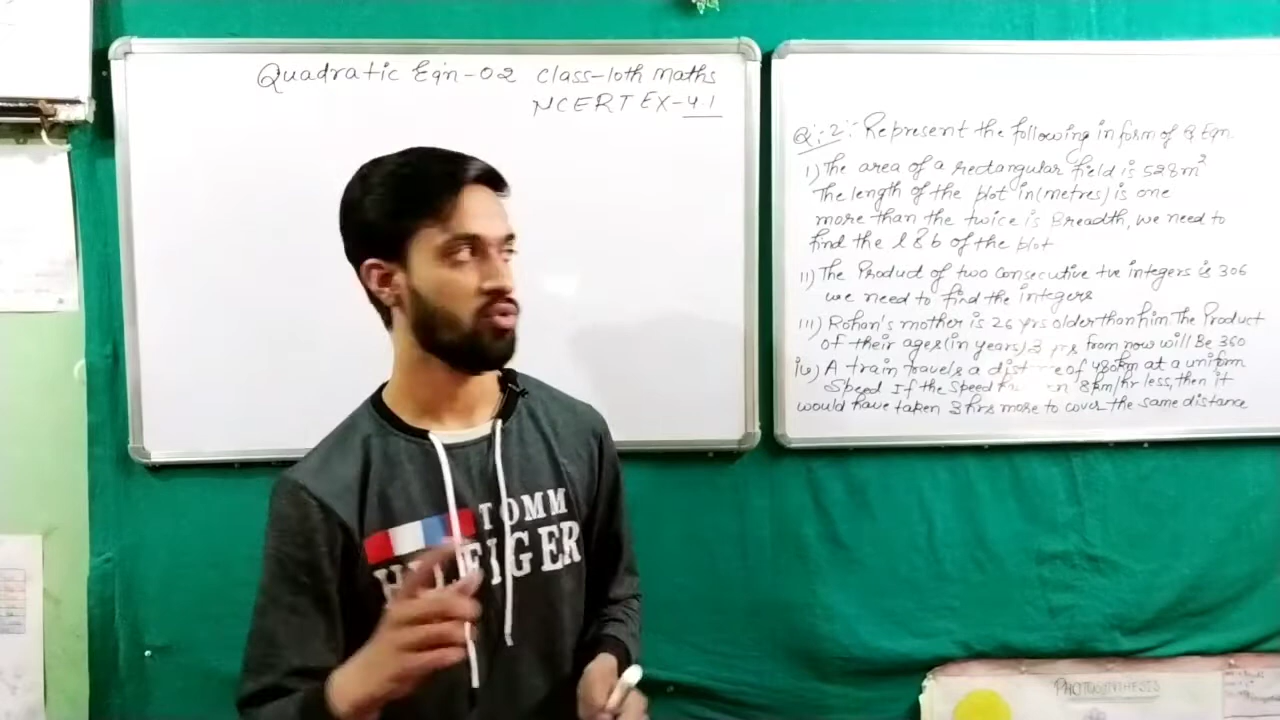 Quadratic Eqn-02 Class-10th Maths
NCERT EX-4.1
Q:-2:- Represent the following in form of Q Eqn
i) The area of a rectangular field is 528m²
The length of the plot in (metres) is one
more than the twice is Breadth, we need to
find the l & b of the plot
ii) The Product of two Consecutive +ve integers is 306
we need to find the integers
iii) Rohan's mother is 26 yrs older than him. The Product
of their ages (in years) 3 yrs from now will Be 360
iv) A train travels a of 480km at a uniform
Speed If the Speed 8km/hr less, then it
would have taken 3 hrs more to cover the same distance
TOMM
HILFIGER
PHOTOSYNTHESIS